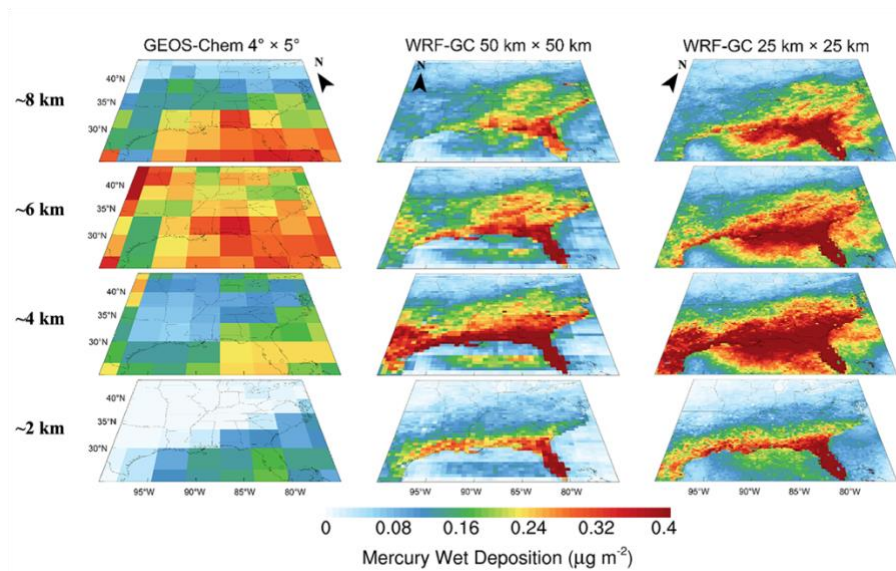 GEOS-Chem 4° × 5°
WRF-GC 50 km × 50 km
WRF-GC 25 km × 25 km
N
N
N
~8 km
40°N
35°N
30°N
~6 km
40°N
35°N
30°N
~4 km
40°N
35°N
30°N
~2 km
40°N
35°N
30°N
95°W
90°W
85°W
80°W
95°W
90°W
85°W
80°W
95°W
90°W
85°W
80°W
0
0.08
0.16
0.24
0.32
0.4
Mercury Wet Deposition (µg m⁻²)